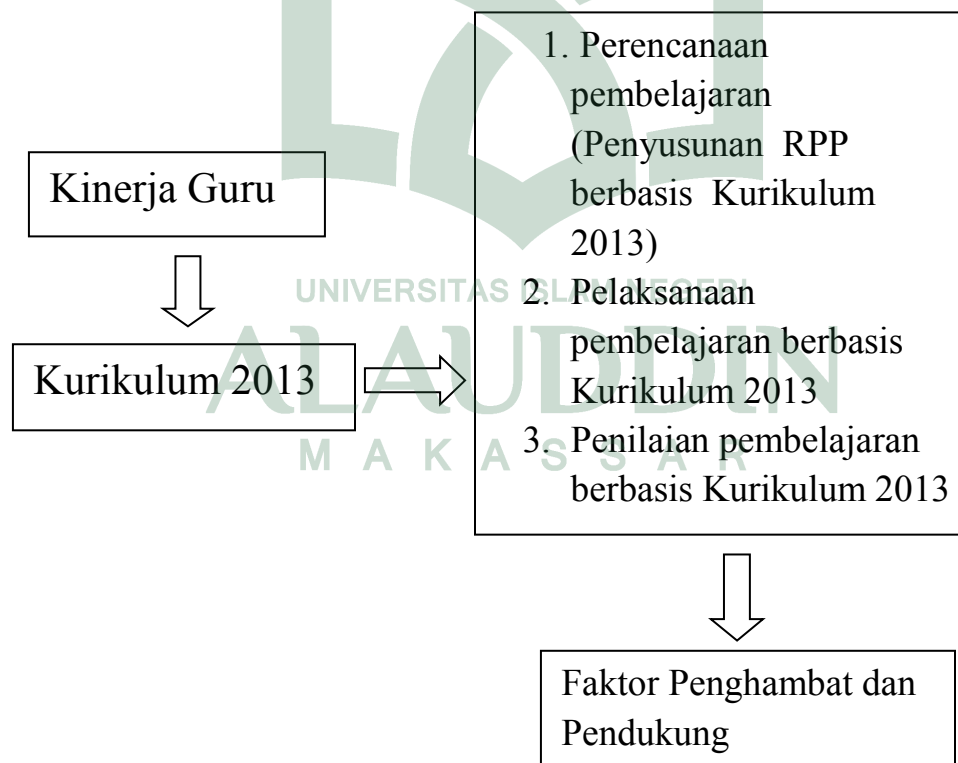 Kinerja Guru
Kurikulum 2013
1. Perencanaan
pembelajaran
(Penyusunan RPP
berbasis Kurikulum
2013)
2. Pelaksanaan
pembelajaran berbasis
Kurikulum 2013
3. Penilaian pembelajaran
berbasis Kurikulum 2013
Faktor Penghambat dan
Pendukung
UNIVERSITAS ISLAM NEGERI
ALAUDDIN
MAKASSAR